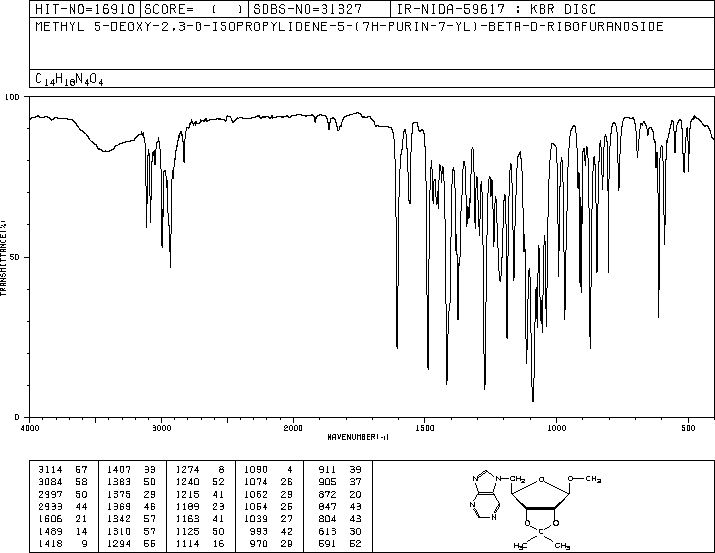 HIT-NO=16910 SCORE= ( ) SDBS-NO=31327 IR-NIDA-59617 : KBR DISC
METHYL 5-DEOXY-2,3-O-ISOPROPYLIDENE-5-(7H-PURIN-7-YL)-BETA-D-RIBOFURANOSIDE
C14H18N4O4
100
TRANSMITTANCE(%)
50
0
4000 3000 2000 1500 1000 500
WAVENUMBER(-1)
3114 57 1407 39 1274 8 1090 4 911 39
3084 58 1383 50 1240 52 1074 26 905 37
2997 50 1375 29 1215 41 1062 29 872 20
2939 44 1369 46 1189 23 1054 26 847 43
1606 21 1342 57 1163 41 1039 27 804 43
1489 14 1310 57 1125 50 993 42 613 30
1418 9 1294 55 1114 16 970 29 591 52
N N CH2 O O CH3
N N O O
C
H3C CH3